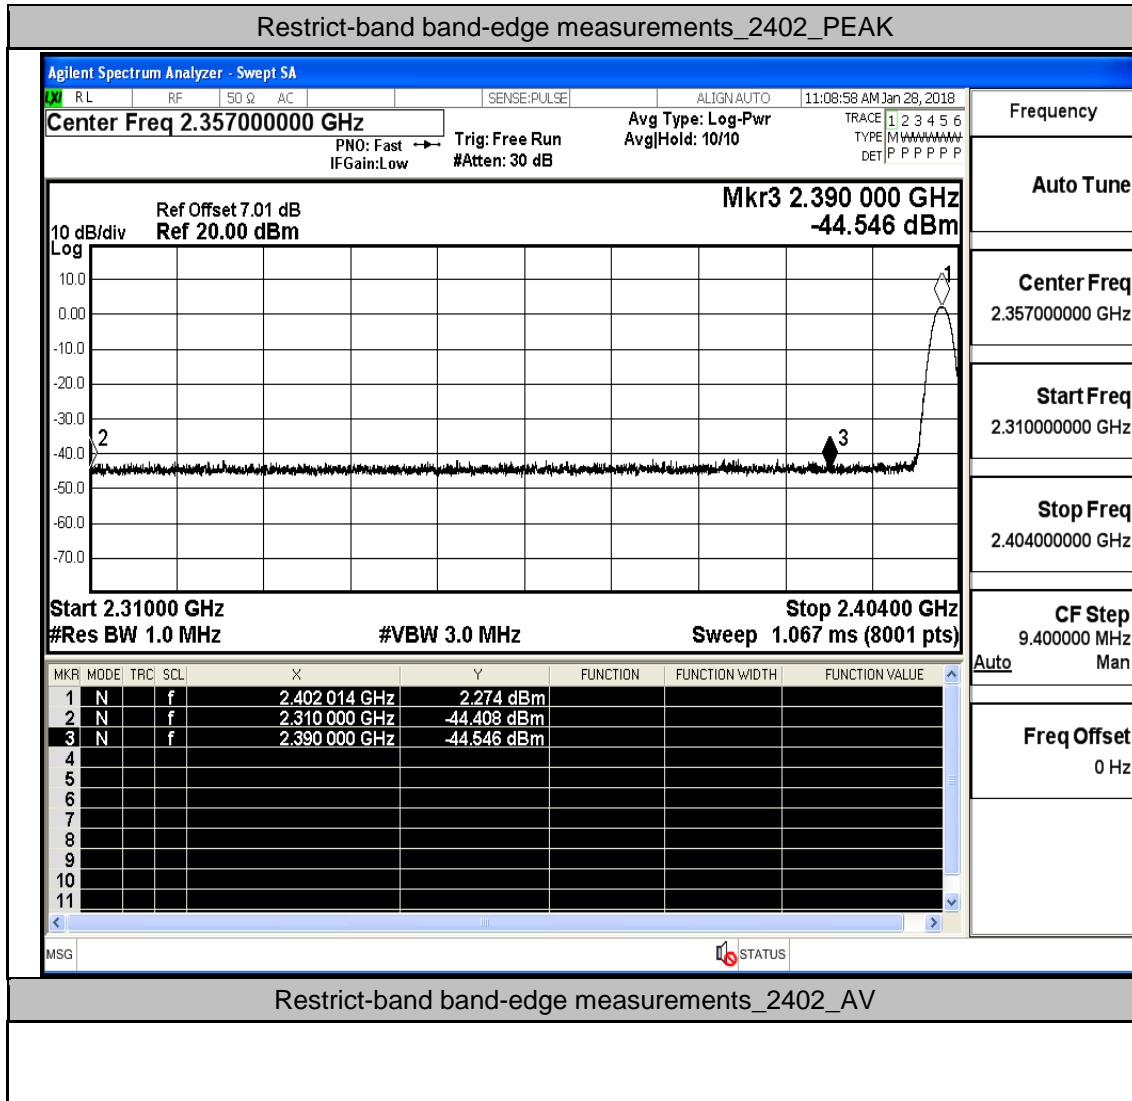 Restrict-band band-edge measurements_2402_PEAK
Agilent Spectrum Analyzer - Swept SA
LXI RL RF 50 Ω AC SENSE:PULSE ALIGN AUTO 11:08:58 AM Jan 28, 2018
Center Freq 2.357000000 GHz
PNO: Fast
IFGain:Low
Trig: Free Run
#Atten: 30 dB
Avg Type: Log-Pwr
Avg|Hold: 10/10
TRACE 1 2 3 4 5 6
TYPE M W W W W W
DET P P P P P P
Mkr3 2.390 000 GHz
-44.546 dBm
Ref Offset 7.01 dB
10 dB/div Ref 20.00 dBm
Log
10.0
0.00
-10.0
-20.0
-30.0
-40.0
-50.0
-60.0
-70.0
1
2
3
Start 2.31000 GHz Stop 2.40400 GHz
#Res BW 1.0 MHz #VBW 3.0 MHz Sweep 1.067 ms (8001 pts)
MKR MODE TRC SCL X Y FUNCTION FUNCTION WIDTH FUNCTION VALUE
1 N f 2.402 014 GHz 2.274 dBm
2 N f 2.310 000 GHz -44.408 dBm
3 N f 2.390 000 GHz -44.546 dBm
4
5
6
7
8
9
10
11
MSG STATUS
Frequency
Auto Tune
Center Freq
2.357000000 GHz
Start Freq
2.310000000 GHz
Stop Freq
2.404000000 GHz
CF Step
9.400000 MHz
Auto Man
Freq Offset
0 Hz
Restrict-band band-edge measurements_2402_AV